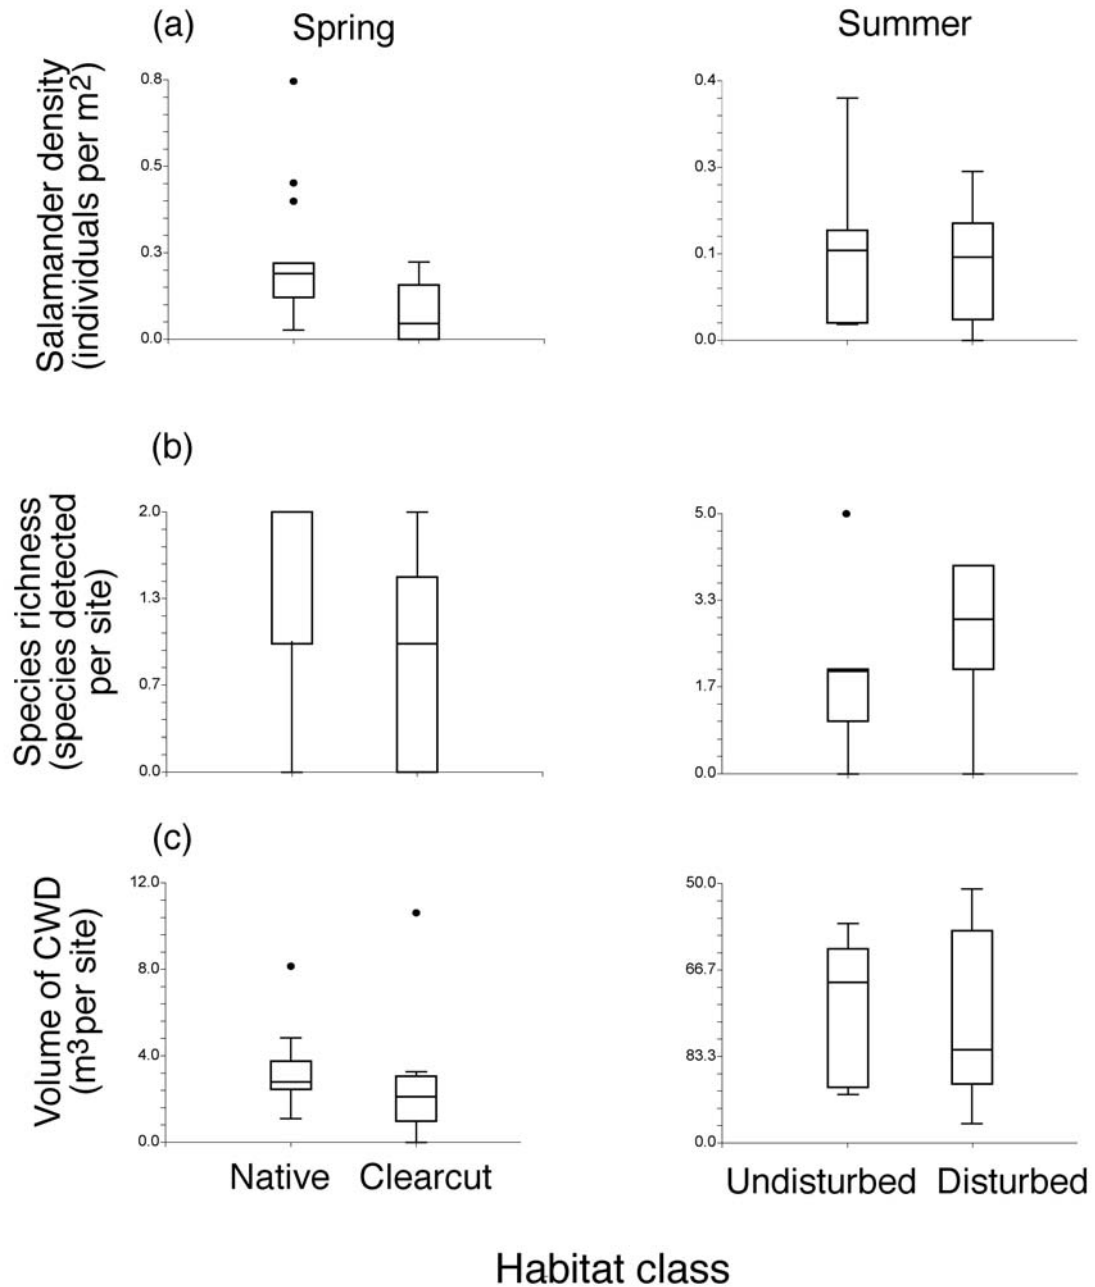 (a)
Spring
Summer
Salamander density
(individuals per m2)
0.8
0.5
0.3
0.0
0.4
0.3
0.1
0.0
(b)
Species richness
(species detected
per site)
2.0
1.3
0.7
0.0
5.0
3.3
1.7
0.0
(c)
Volume of CWD
(m3per site)
12.0
8.0
4.0
0.0
50.0
66.7
83.3
0.0
Native Clearcut
Undisturbed Disturbed
Habitat class